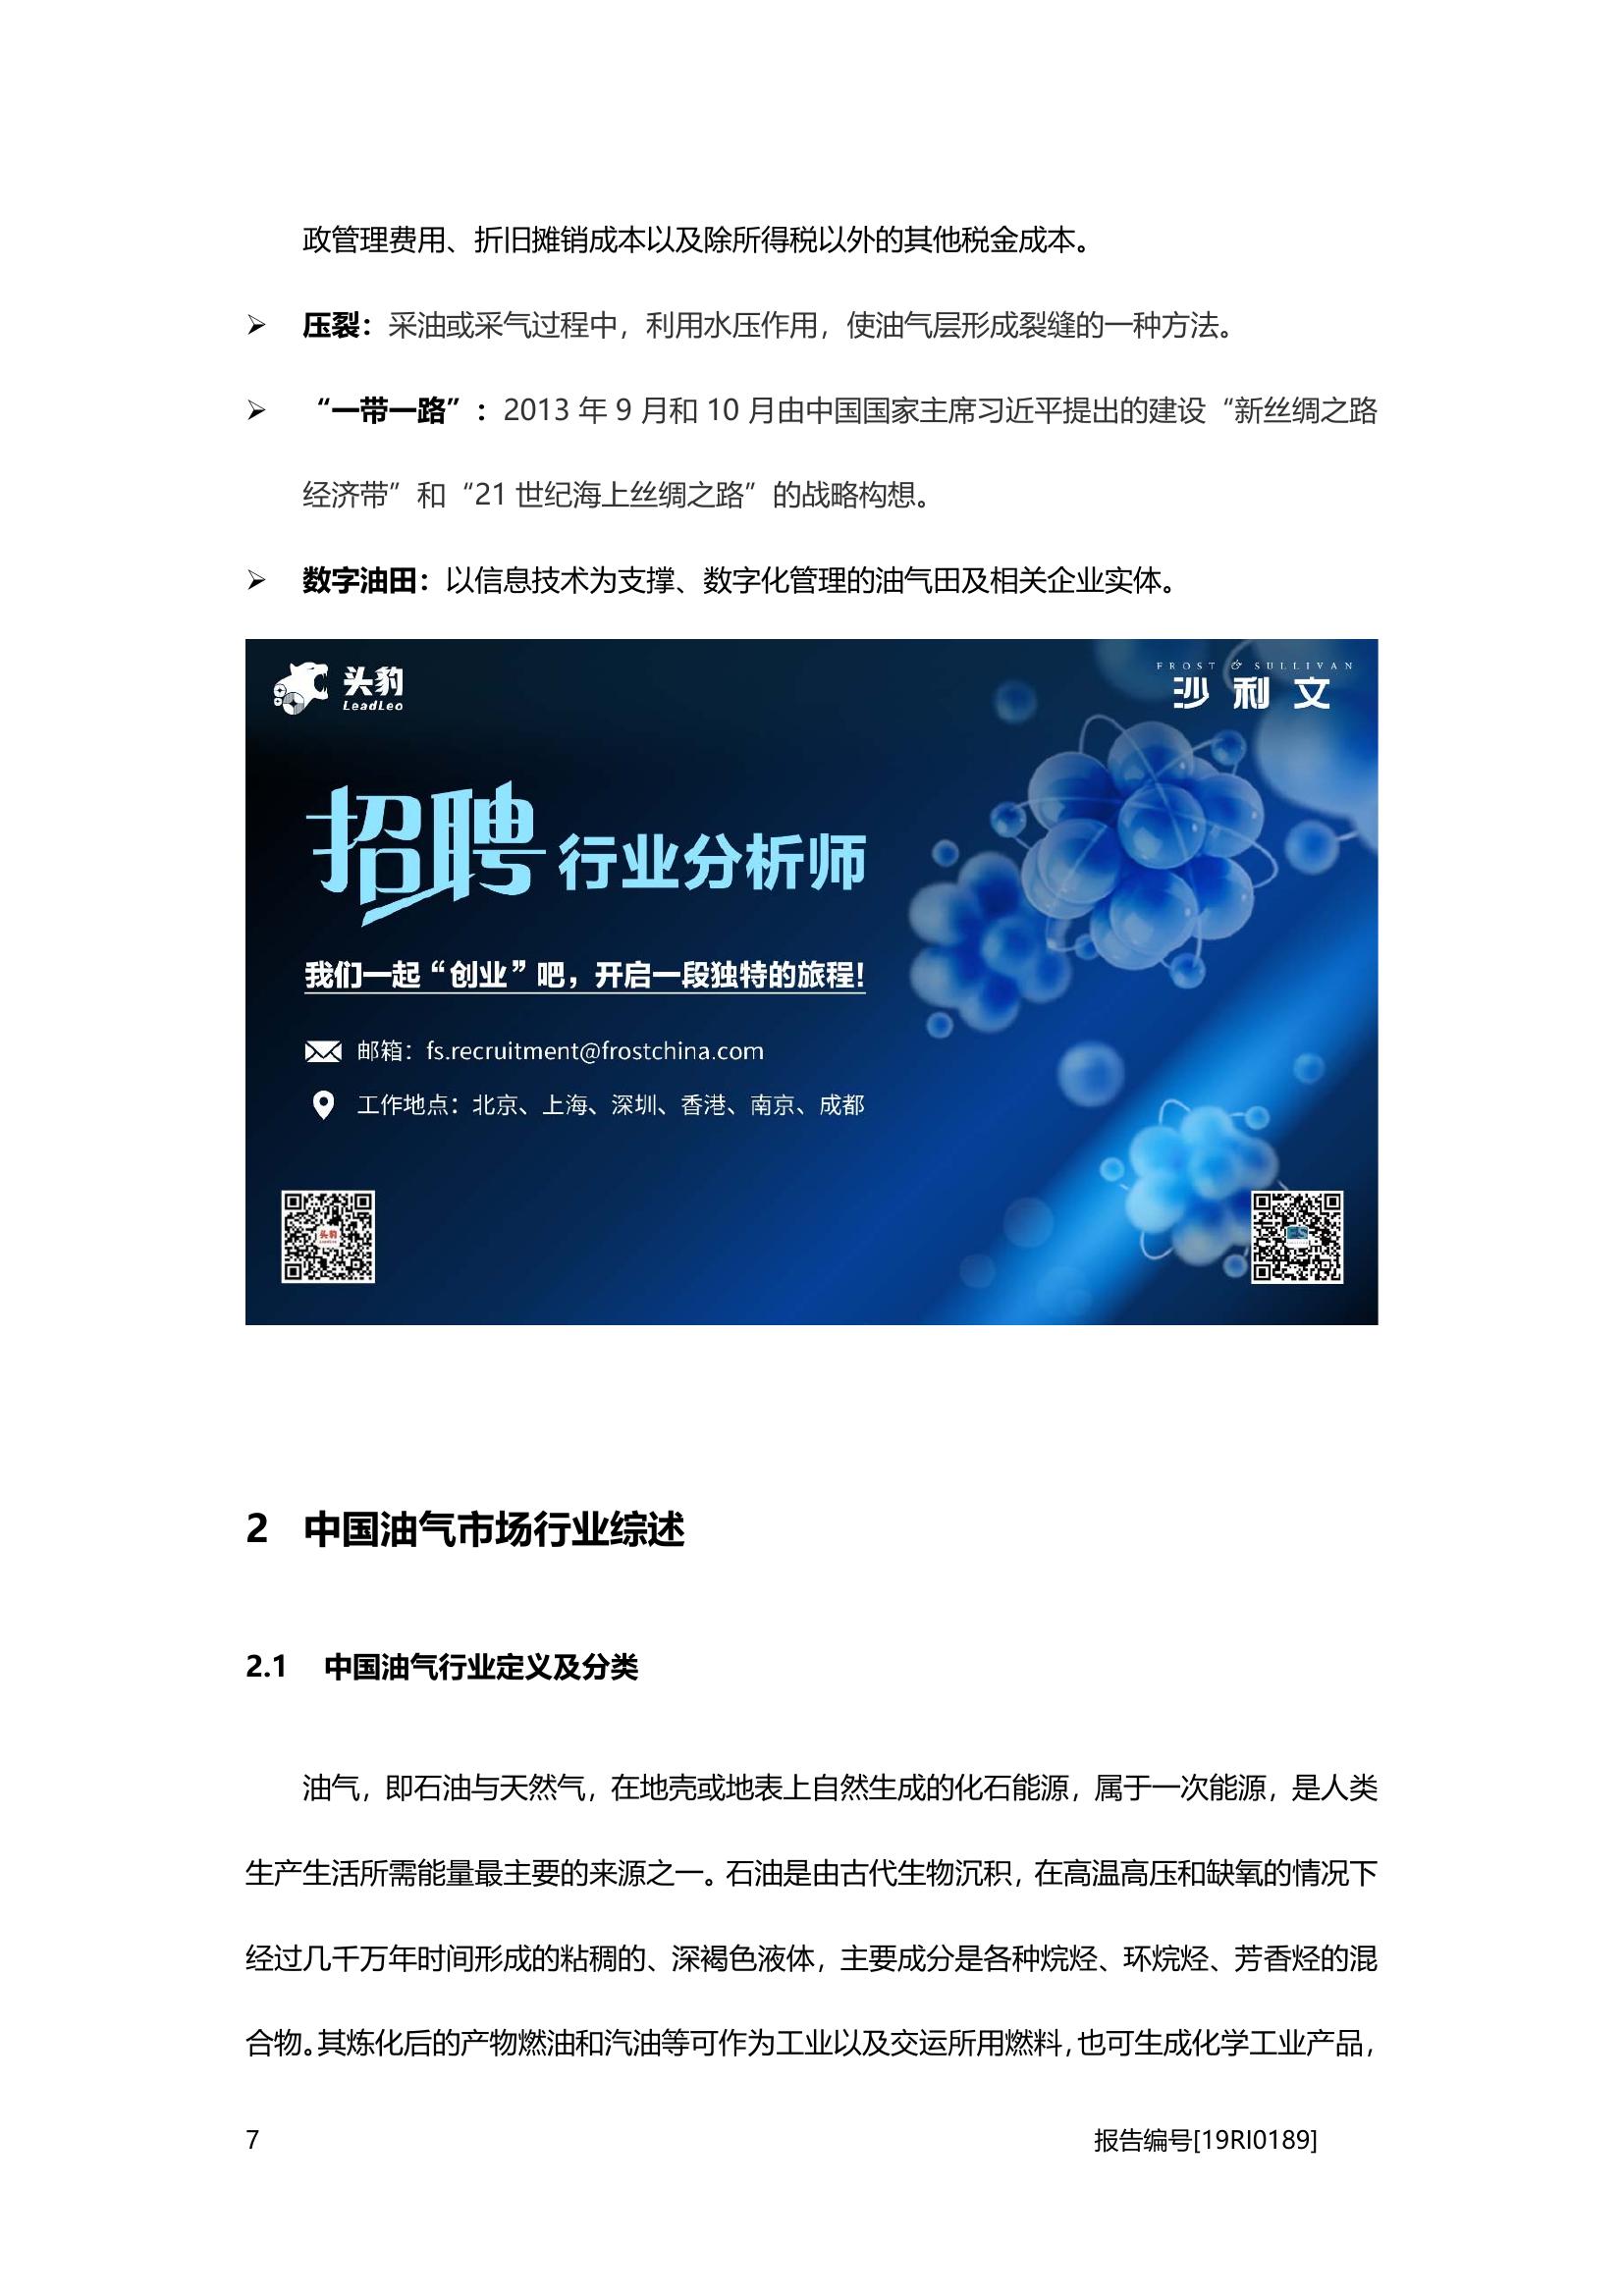 政管理费用、折旧摊销成本以及除所得税以外的其他税金成本。
➢ 压裂：采油或采气过程中，利用水压作用，使油气层形成裂缝的一种方法。
➢ “一带一路”：2013 年 9 月和 10 月由中国国家主席习近平提出的建设“新丝绸之路
经济带”和“21 世纪海上丝绸之路”的战略构想。
➢ 数字油田：以信息技术为支撑、数字化管理的油气田及相关企业实体。
头豹
LeadLeo
FROST & SULLIVAN
沙利文
招聘 行业分析师
我们一起“创业”吧，开启一段独特的旅程！
邮箱：fs.recruitment@frostchina.com
工作地点：北京、上海、深圳、香港、南京、成都
头豹
2 中国油气市场行业综述
2.1 中国油气行业定义及分类
油气，即石油与天然气，在地壳或地表上自然生成的化石能源，属于一次能源，是人类
生产生活所需能量最主要的来源之一。石油是由古代生物沉积，在高温高压和缺氧的情况下
经过几千万年时间形成的粘稠的、深褐色液体，主要成分是各种烷烃、环烷烃、芳香烃的混
合物。其炼化后的产物燃油和汽油等可作为工业以及交运所用燃料，也可生成化学工业产品，
7 报告编号[19RI0189]